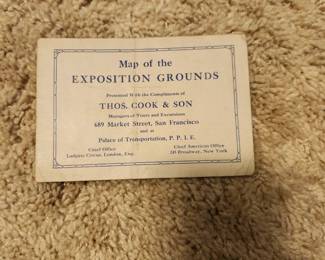 Map of the
EXPOSITION GROUNDS
Presented With the Compliments of
THOS. COOK & SON
Managers of Tours and Excursions
689 Market Street, San Francisco
and at
Palace of Transportation, P. P. I. E.
Chief Office Chief American Office
Ludgate Circus, London, Eng. 245 Broadway, New York